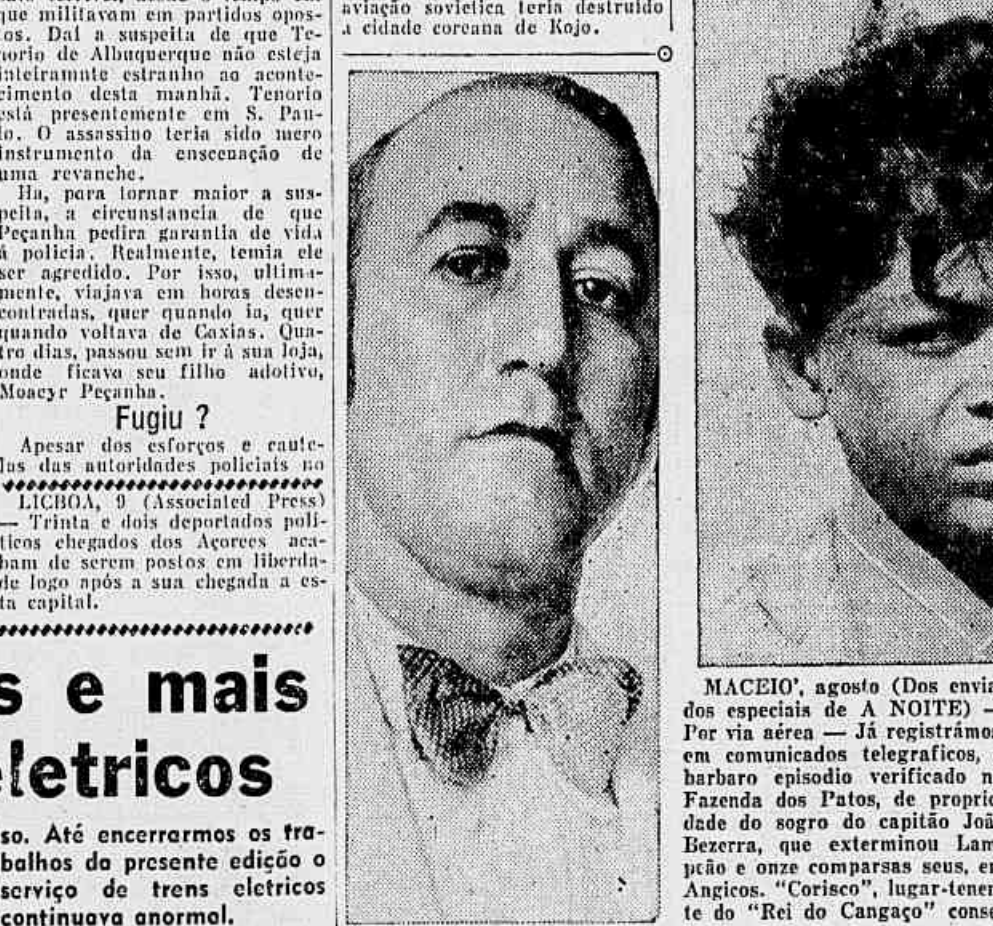 que militavam em partidos opos-
tos. Daí a suspeita de que Te-
norio de Albuquerque não esteja
inteiramnte estranho ao aconte-
cimento desta manhã. Tenorio
está presentemente em S. Pau-
lo. O assassino teria sido mero
instrumento da enscenação de
uma revanche.
Ha, para tornar maior a sus-
peita, a circunstancia de que
Peçanha pedira garantia de vida
á policia. Realmente, temia ele
ser agredido. Por isso, ultima-
mente, viajava em horas desen-
contradas, quer quando ia, quer
quando voltava de Caxias. Qua-
tro dias, passou sem ir á sua loja,
onde ficava seu filho adotivo,
Moacyr Peçanha.
Fugiu ?
Apesar dos esforços e caute-
las das autoridades policiais no
LICBOA, 9 (Associated Press)
— Trinta e dois deportados poli-
ticos chegados dos Açores aca-
bam de serem postos em liberda-
de logo após a sua chegada a es-
ta capital.
s e mais
eletricos
so. Até encerrarmos os tra-
balhos da presente edição o
serviço de trens eletricos
continuava anormal.
aviação sovietica teria destruido
a cidade coreana de Kojo.
MACEIO', agosto (Dos envia
dos especiais de A NOITE) —
Por via aérea — Já registrámos
em comunicados telegraficos,
barbaro episodio verificado n
Fazenda dos Patos, de proprie
dade do sogro do capitão Joã
Bezerra, que exterminou Lam
peão e onze comparsas seus, em
Angicos. "Corisco", lugar-tenen
te do "Rei do Cangaço" conse